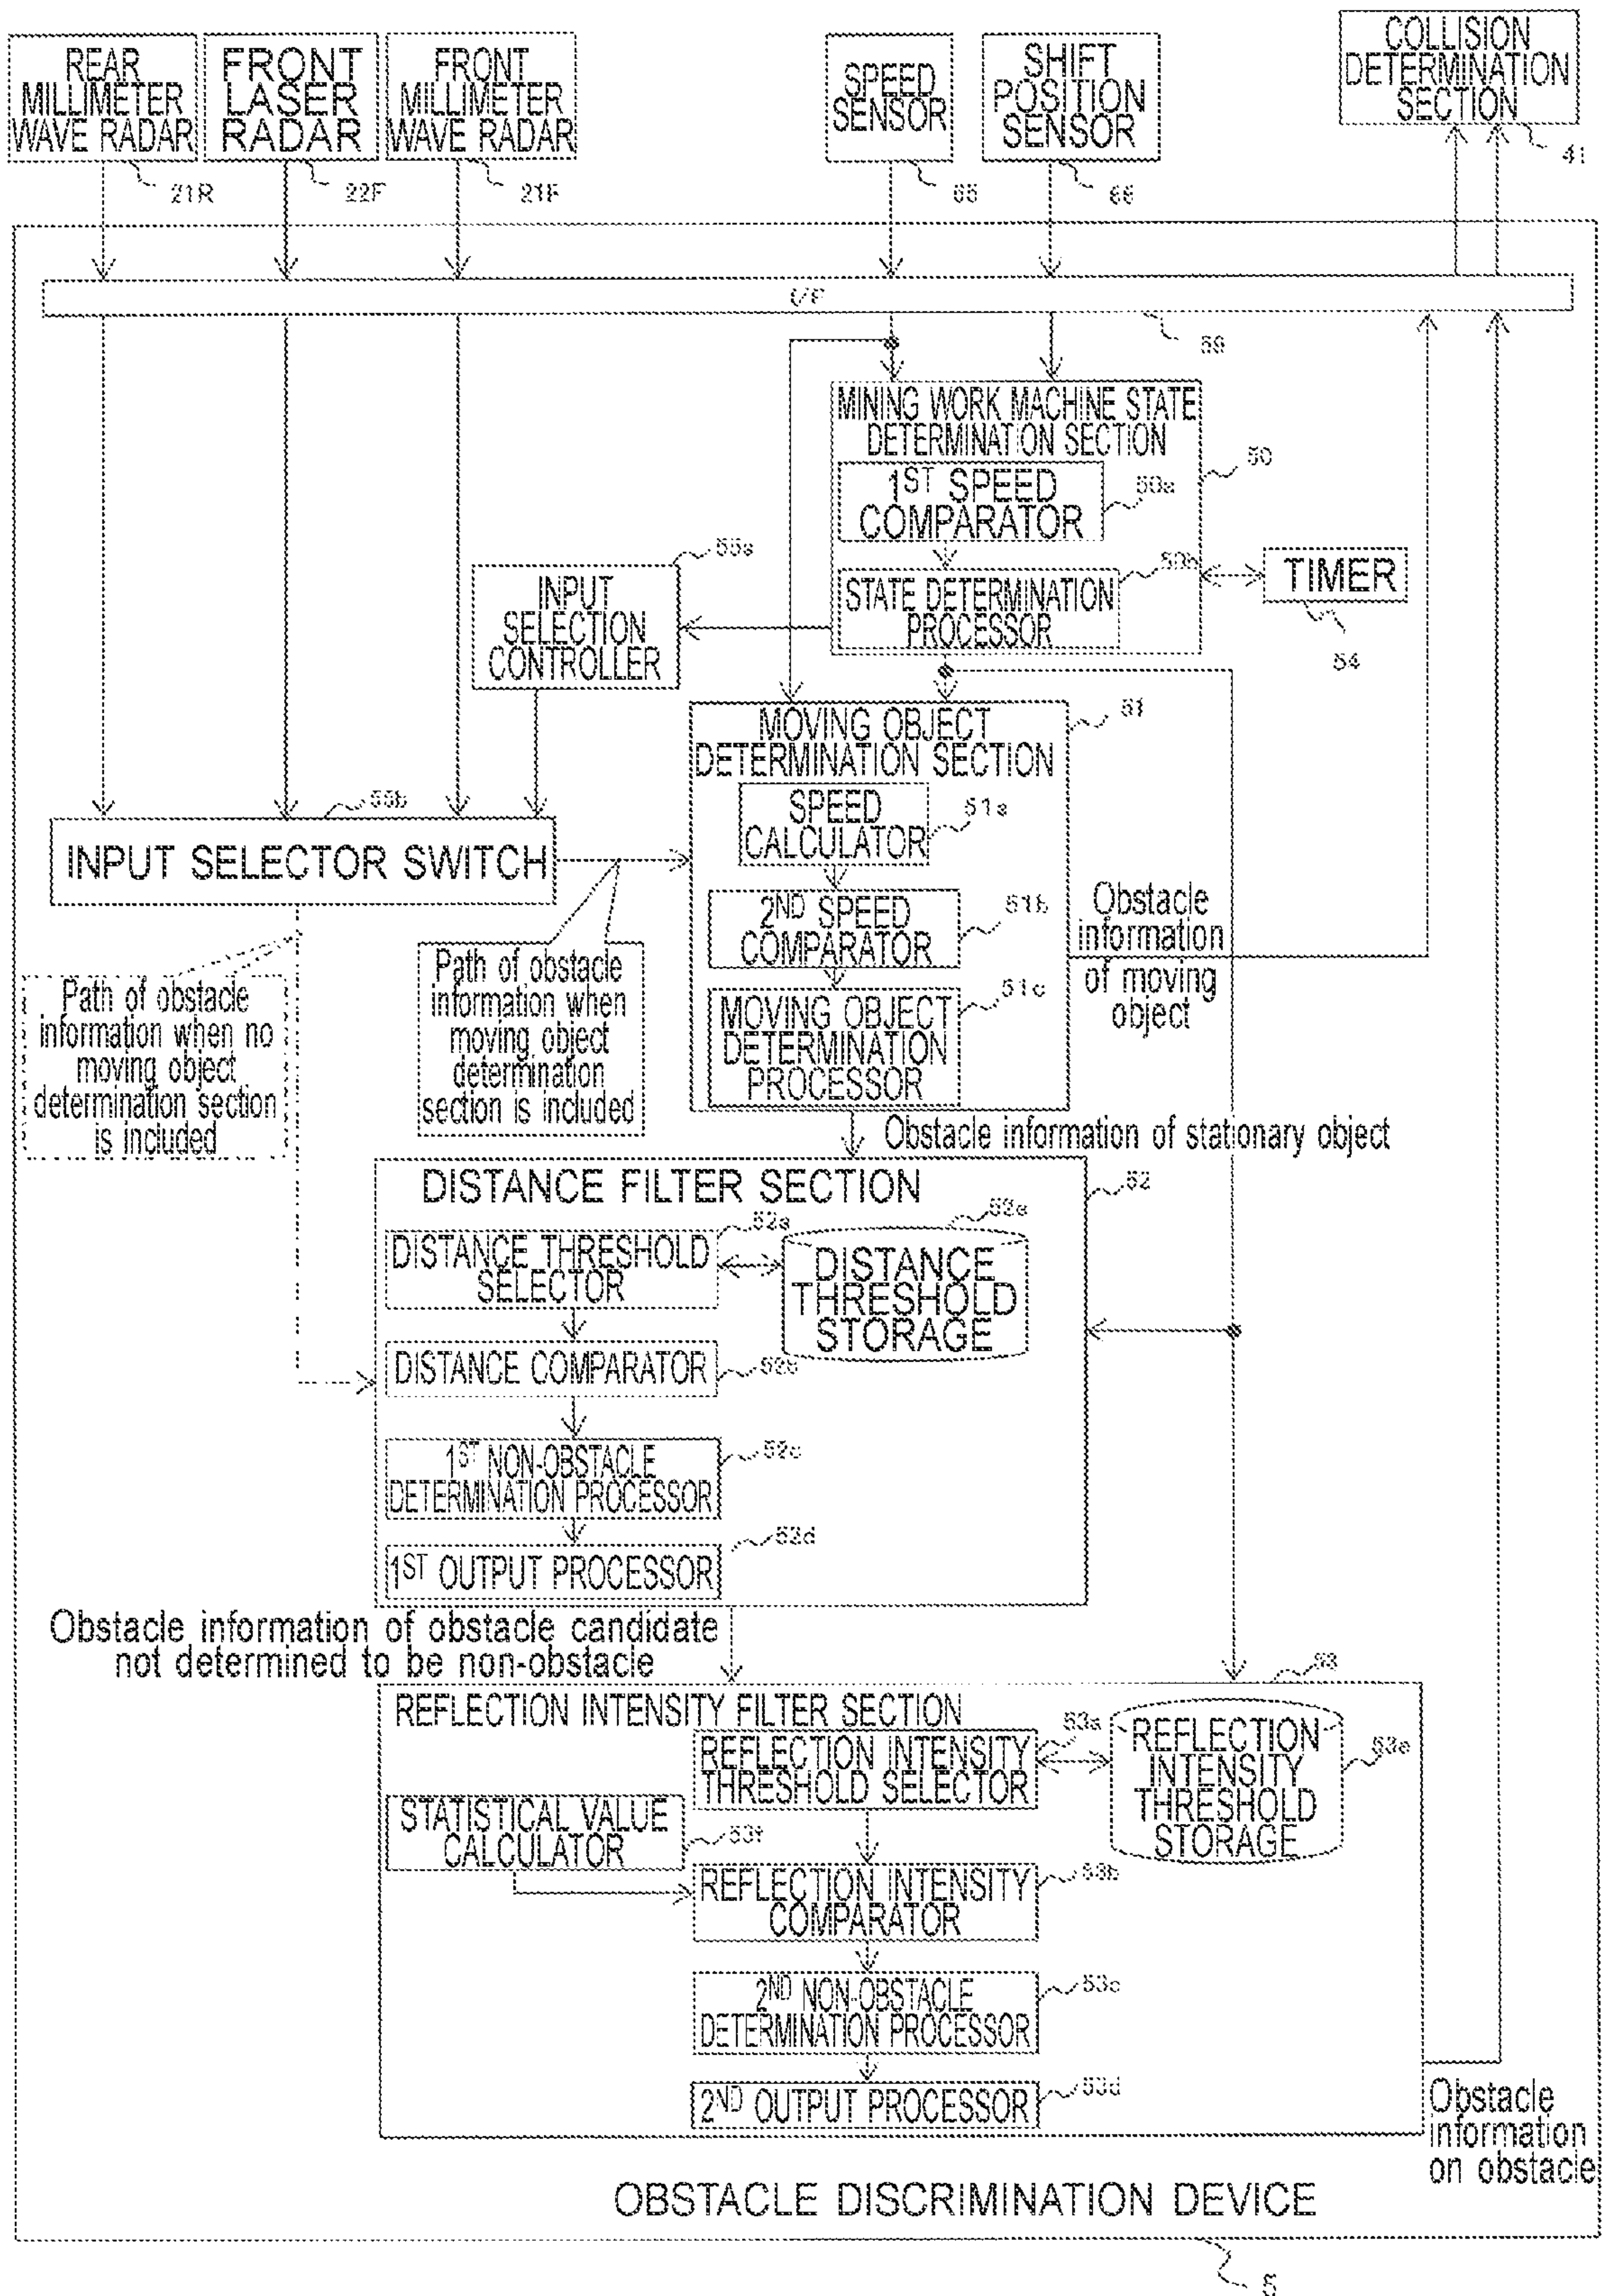 REAR
MILLIMETER
WAVE RADAR
21R
FRONT
LASER
RADAR
22F
FRONT
MILLIMETER
WAVE RADAR
21F
SPEED
SENSOR
65
SHIFT
POSITION
SENSOR
66
COLLISION
DETERMINATION
SECTION
41
I/F
59
MINING WORK MACHINE STATE
DETERMINATION SECTION
50
1ST SPEED
COMPARATOR
50a
STATE DETERMINATION
PROCESSOR
50b
TIMER
54
INPUT
SELECTION
CONTROLLER
55a
INPUT SELECTOR SWITCH
55b
MOVING OBJECT
DETERMINATION SECTION
51
SPEED
CALCULATOR
51a
2ND SPEED
COMPARATOR
51b
MOVING OBJECT
DETERMINATION
PROCESSOR
51c
Obstacle
information
of moving
object
Path of obstacle
information when no
moving object
determination section
is included
Path of obstacle
information when
moving object
determination
section is included
Obstacle information of stationary object
DISTANCE FILTER SECTION
52
DISTANCE THRESHOLD
SELECTOR
52a
DISTANCE
THRESHOLD
STORAGE
52e
DISTANCE COMPARATOR
52b
1ST NON-OBSTACLE
DETERMINATION PROCESSOR
52c
1ST OUTPUT PROCESSOR
52d
Obstacle information of obstacle candidate
not determined to be non-obstacle
REFLECTION INTENSITY FILTER SECTION
53
REFLECTION INTENSITY
THRESHOLD SELECTOR
53a
REFLECTION
INTENSITY
THRESHOLD
STORAGE
53e
STATISTICAL VALUE
CALCULATOR
53f
REFLECTION INTENSITY
COMPARATOR
53b
2ND NON-OBSTACLE
DETERMINATION PROCESSOR
53c
2ND OUTPUT PROCESSOR
53d
Obstacle
information
on obstacle
OBSTACLE DISCRIMINATION DEVICE
5